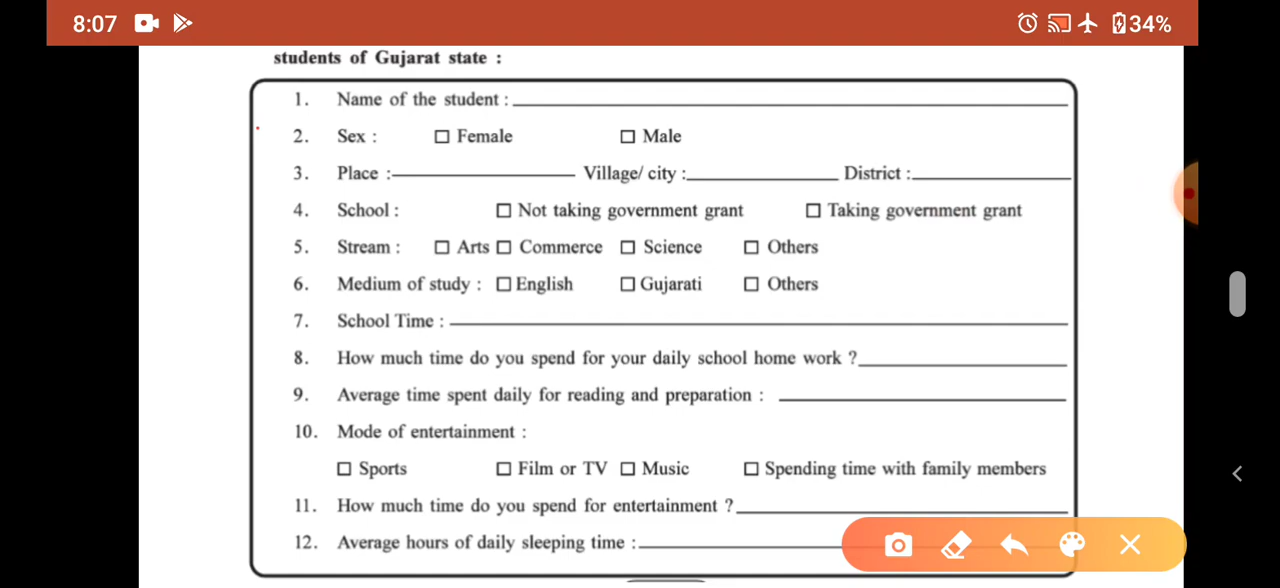 8:07 34%
students of Gujarat state :
1. Name of the student :
2. Sex : Female Male
3. Place : Village/ city : District :
4. School : Not taking government grant Taking government grant
5. Stream : Arts Commerce Science Others
6. Medium of study : English Gujarati Others
7. School Time :
8. How much time do you spend for your daily school home work ?
9. Average time spent daily for reading and preparation :
10. Mode of entertainment :
Sports Film or TV Music Spending time with family members
11. How much time do you spend for entertainment ?
12. Average hours of daily sleeping time :